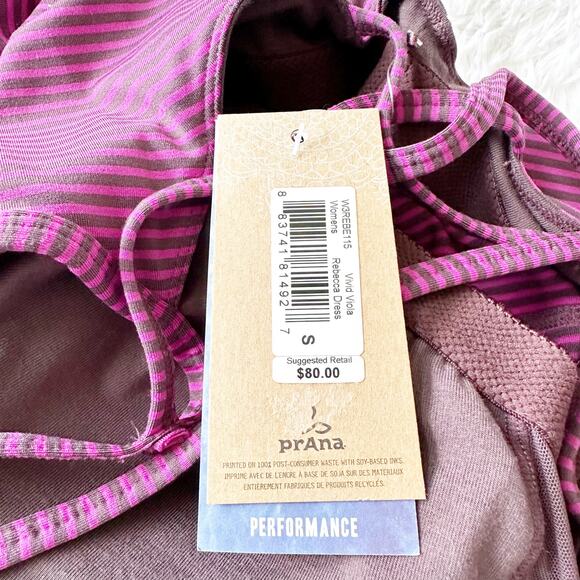 W3REBE115 Vivid Viola
Womens Rebecca Dress
8 83741 81492 7
S
Suggested Retail
$80.00
prAna
PRINTED ON 100% POST-CONSUMER WASTE WITH SOY-BASED INKS.
IMPRIMÉ AVEC DE L'ENCRE À BASE DE SOJA SUR DES MATÉRIAUX
ENTIÈREMENT FABRIQUÉS DE PRODUITS RECYCLÉS.
PERFORMANCE